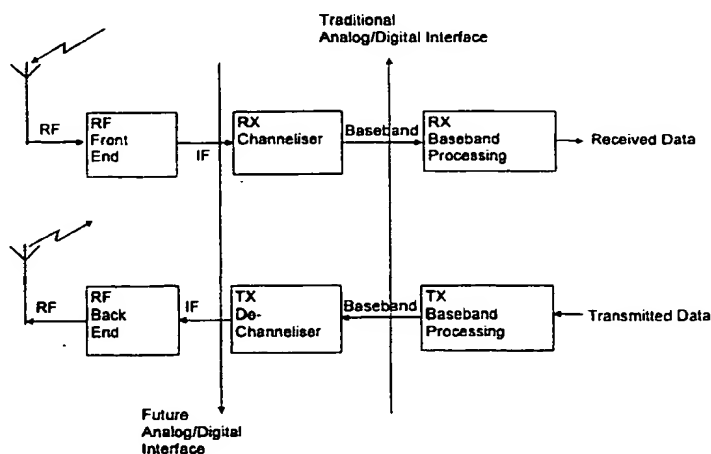 Traditional
Analog/Digital Interface
RF
RF
Front
End
IF
RX
Channeliser
Baseband
RX
Baseband
Processing
Received Data
RF
RF
Back
End
IF
TX
De-
Channeliser
Baseband
TX
Baseband
Processing
Transmitted Data
Future
Analog/Digital
Interface